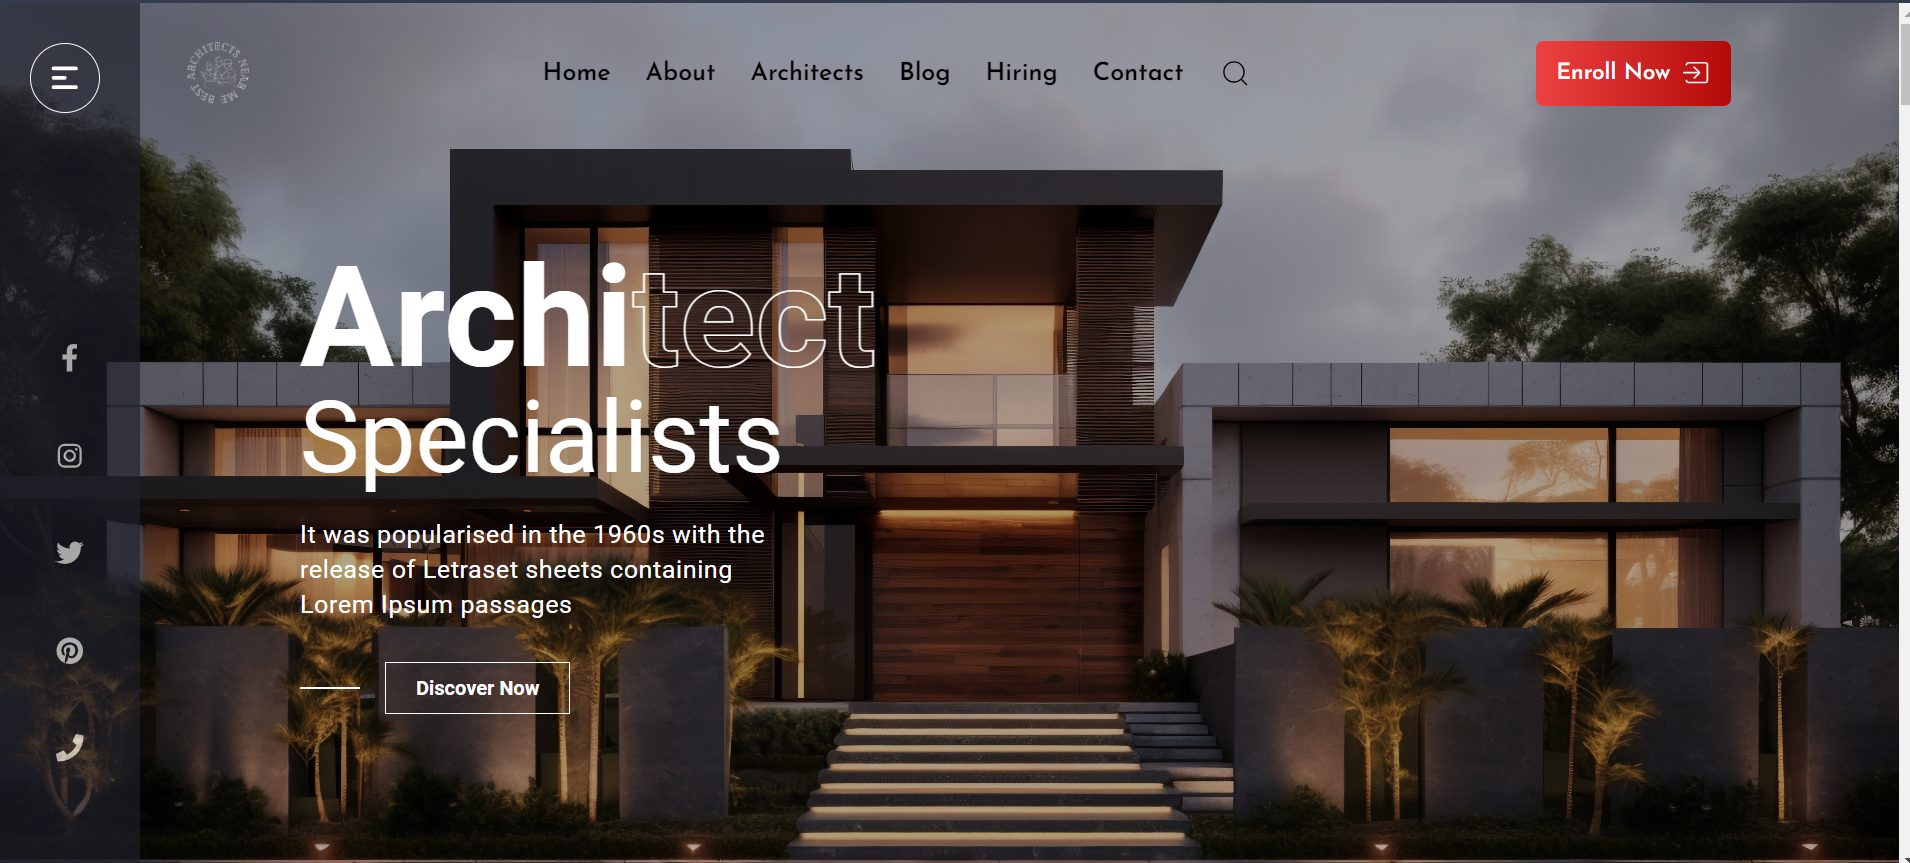 ARCHITECTS NEAR ME BEST
Home About Architects Blog Hiring Contact
Enroll Now
Architect
Specialists
It was popularised in the 1960s with the
release of Letraset sheets containing
Lorem Ipsum passages
Discover Now